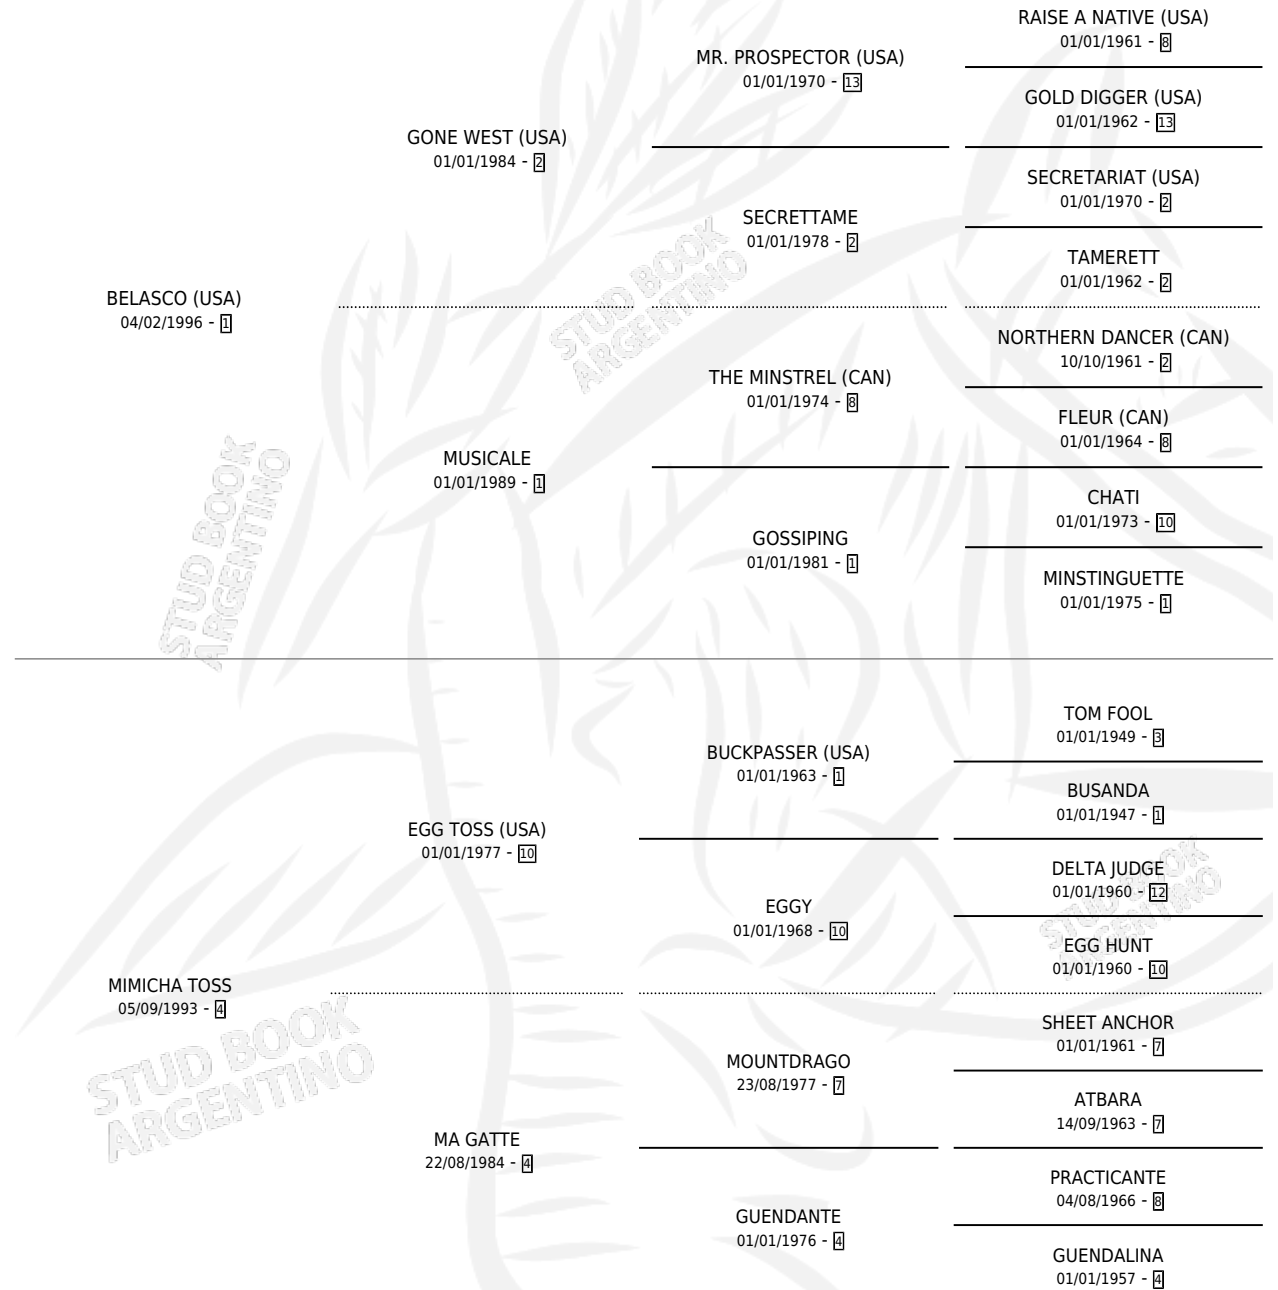 RAISE A NATIVE (USA)
01/01/1961 - 8
MR. PROSPECTOR (USA)
01/01/1970 - 13
GOLD DIGGER (USA)
01/01/1962 - 13
GONE WEST (USA)
01/01/1984 - 2
SECRETARIAT (USA)
01/01/1970 - 2
SECRETTAME
01/01/1978 - 2
TAMERETT
01/01/1962 - 2
BELASCO (USA)
04/02/1996 - 1
NORTHERN DANCER (CAN)
10/10/1961 - 2
THE MINSTREL (CAN)
01/01/1974 - 8
FLEUR (CAN)
01/01/1964 - 8
MUSICALE
01/01/1989 - 1
CHATI
01/01/1973 - 10
GOSSIPING
01/01/1981 - 1
MINSTINGUETTE
01/01/1975 - 1
TOM FOOL
01/01/1949 - 3
BUCKPASSER (USA)
01/01/1963 - 1
BUSANDA
01/01/1947 - 1
EGG TOSS (USA)
01/01/1977 - 10
DELTA JUDGE
01/01/1960 - 12
EGGY
01/01/1968 - 10
EGG HUNT
01/01/1960 - 10
MIMICHA TOSS
05/09/1993 - 4
SHEET ANCHOR
01/01/1961 - 7
MOUNTDRAGO
23/08/1977 - 7
ATBARA
14/09/1963 - 7
MA GATTE
22/08/1984 - 4
PRACTICANTE
04/08/1966 - 8
GUENDANTE
01/01/1976 - 4
GUENDALINA
01/01/1957 - 4
STUD BOOK
ARGENTINO
STUD BOOK
ARGENTINO
STUD BOOK
ARGENTINO
STUD BOOK
ARGENTINO